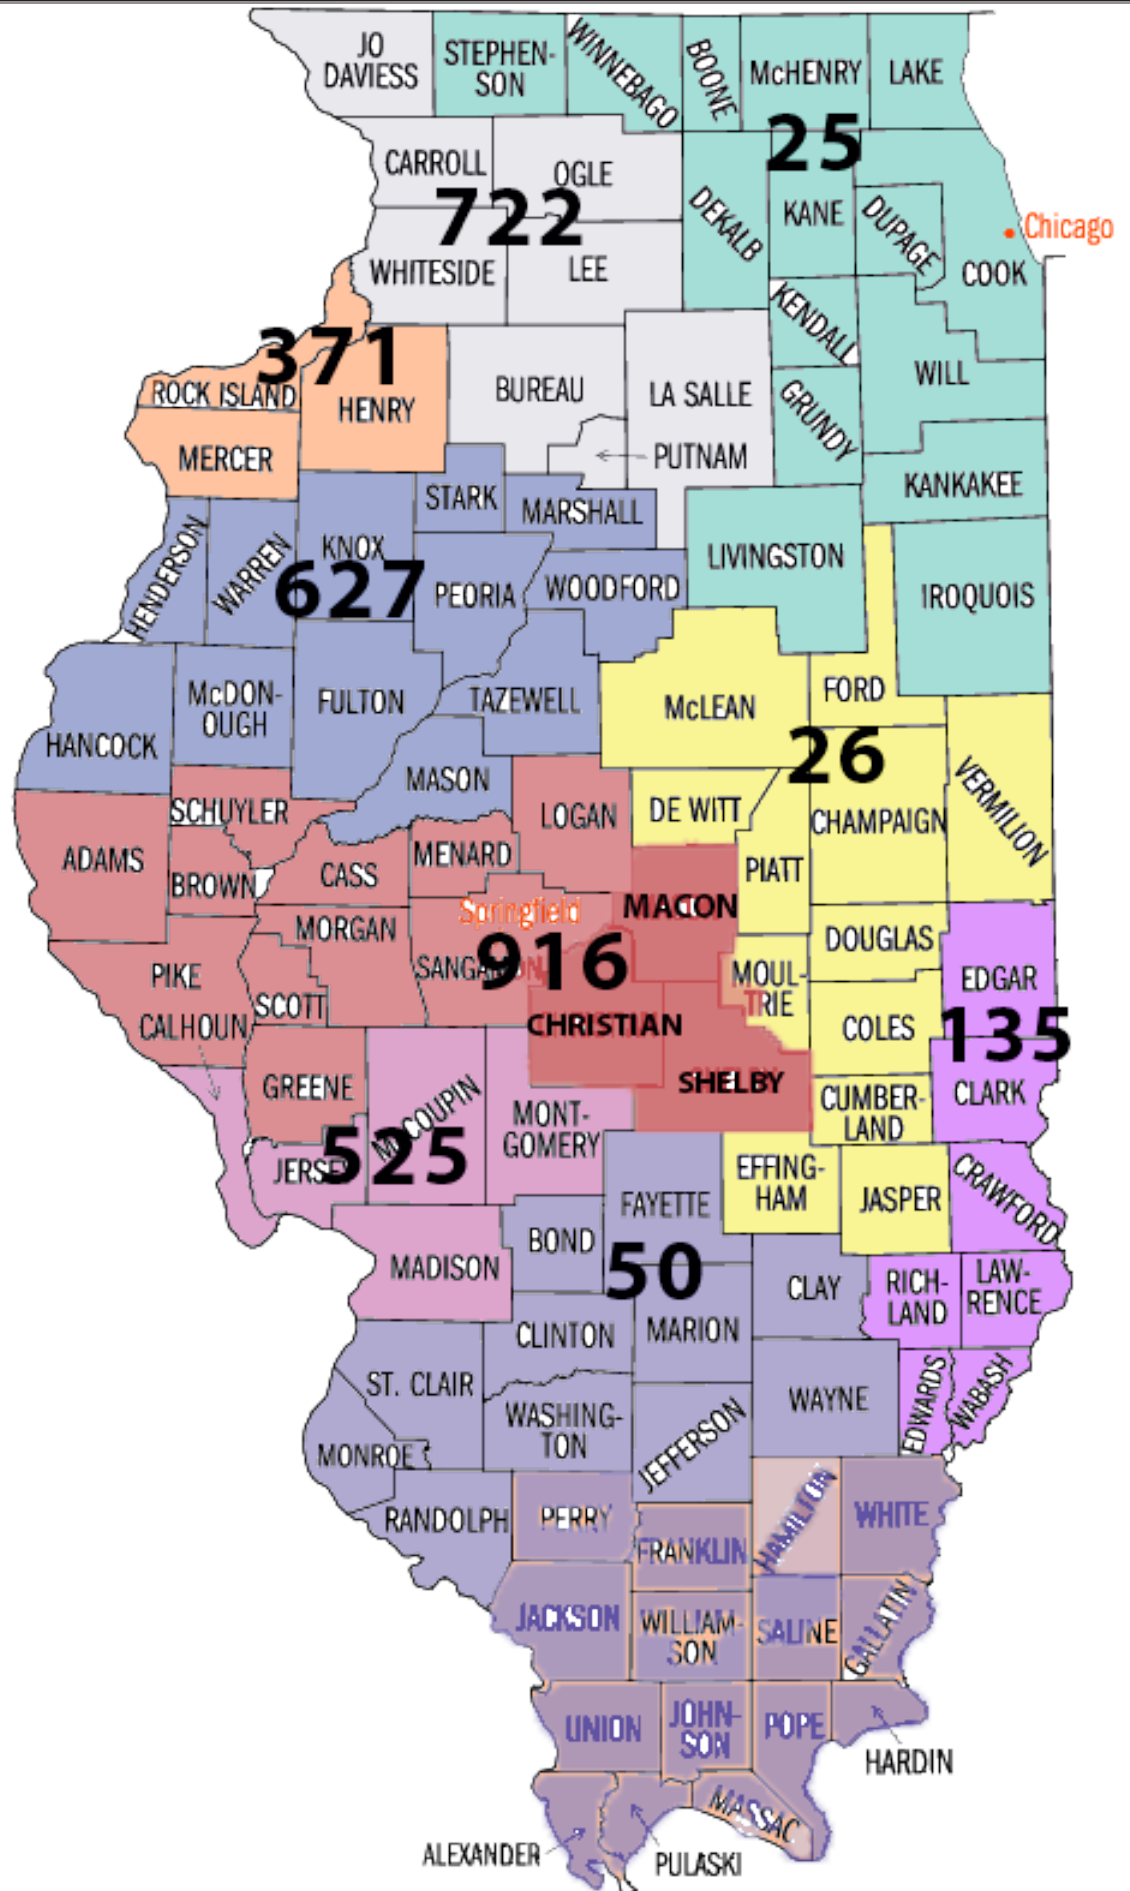 JO
DAVIESS
STEPHEN-
SON
WINNEBAGO
BOONE
McHENRY
LAKE
25
CARROLL
OGLE
722
DEKALB
KANE
DUPAGE
Chicago
COOK
WHITESIDE
LEE
KENDALL
371
ROCK ISLAND
HENRY
BUREAU
LA SALLE
WILL
GRUNDY
MERCER
PUTNAM
KANKAKEE
STARK
MARSHALL
HENDERSON
WARREN
KNOX
627
PEORIA
WOODFORD
LIVINGSTON
IROQUOIS
McDON-
OUGH
FULTON
TAZEWELL
McLEAN
FORD
HANCOCK
26
MASON
SCHUYLER
LOGAN
DE WITT
CHAMPAIGN
VERMILION
ADAMS
BROWN
CASS
MENARD
PIATT
MACON
Springfield
MORGAN
916
SANGAMON
DOUGLAS
PIKE
SCOTT
MOUL-
TRIE
EDGAR
CALHOUN
CHRISTIAN
COLES
135
GREENE
SHELBY
CLARK
MACOUPIN
MONT-
GOMERY
CUMBER-
LAND
525
JERSEY
FAYETTE
EFFING-
HAM
JASPER
CRAWFORD
BOND
50
MADISON
CLAY
RICH-
LAND
LAW-
RENCE
CLINTON
MARION
ST. CLAIR
WAYNE
EDWARDS
WABASH
WASHING-
TON
JEFFERSON
MONROE
RANDOLPH
PERRY
FRANKLIN
HAMILTON
WHITE
JACKSON
WILLIAM-
SON
SALINE
GALLATIN
UNION
JOHN-
SON
POPE
HARDIN
MASSAC
ALEXANDER
PULASKI